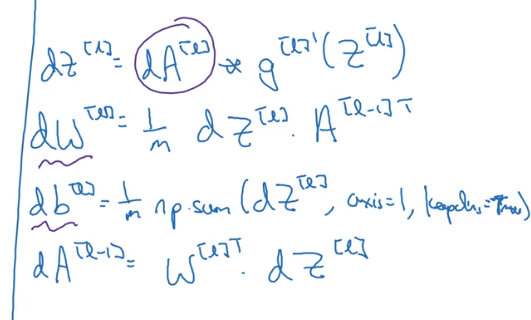 dZ^[l] = dA^[l] * g^[l]'(Z^[l])
dW^[l] = 1/m dZ^[l] · A^[l-1]T
db^[l] = 1/m np.sum(dZ^[l], axis=1, keepdims=True)
dA^[l-1] = W^[l]T · dZ^[l]